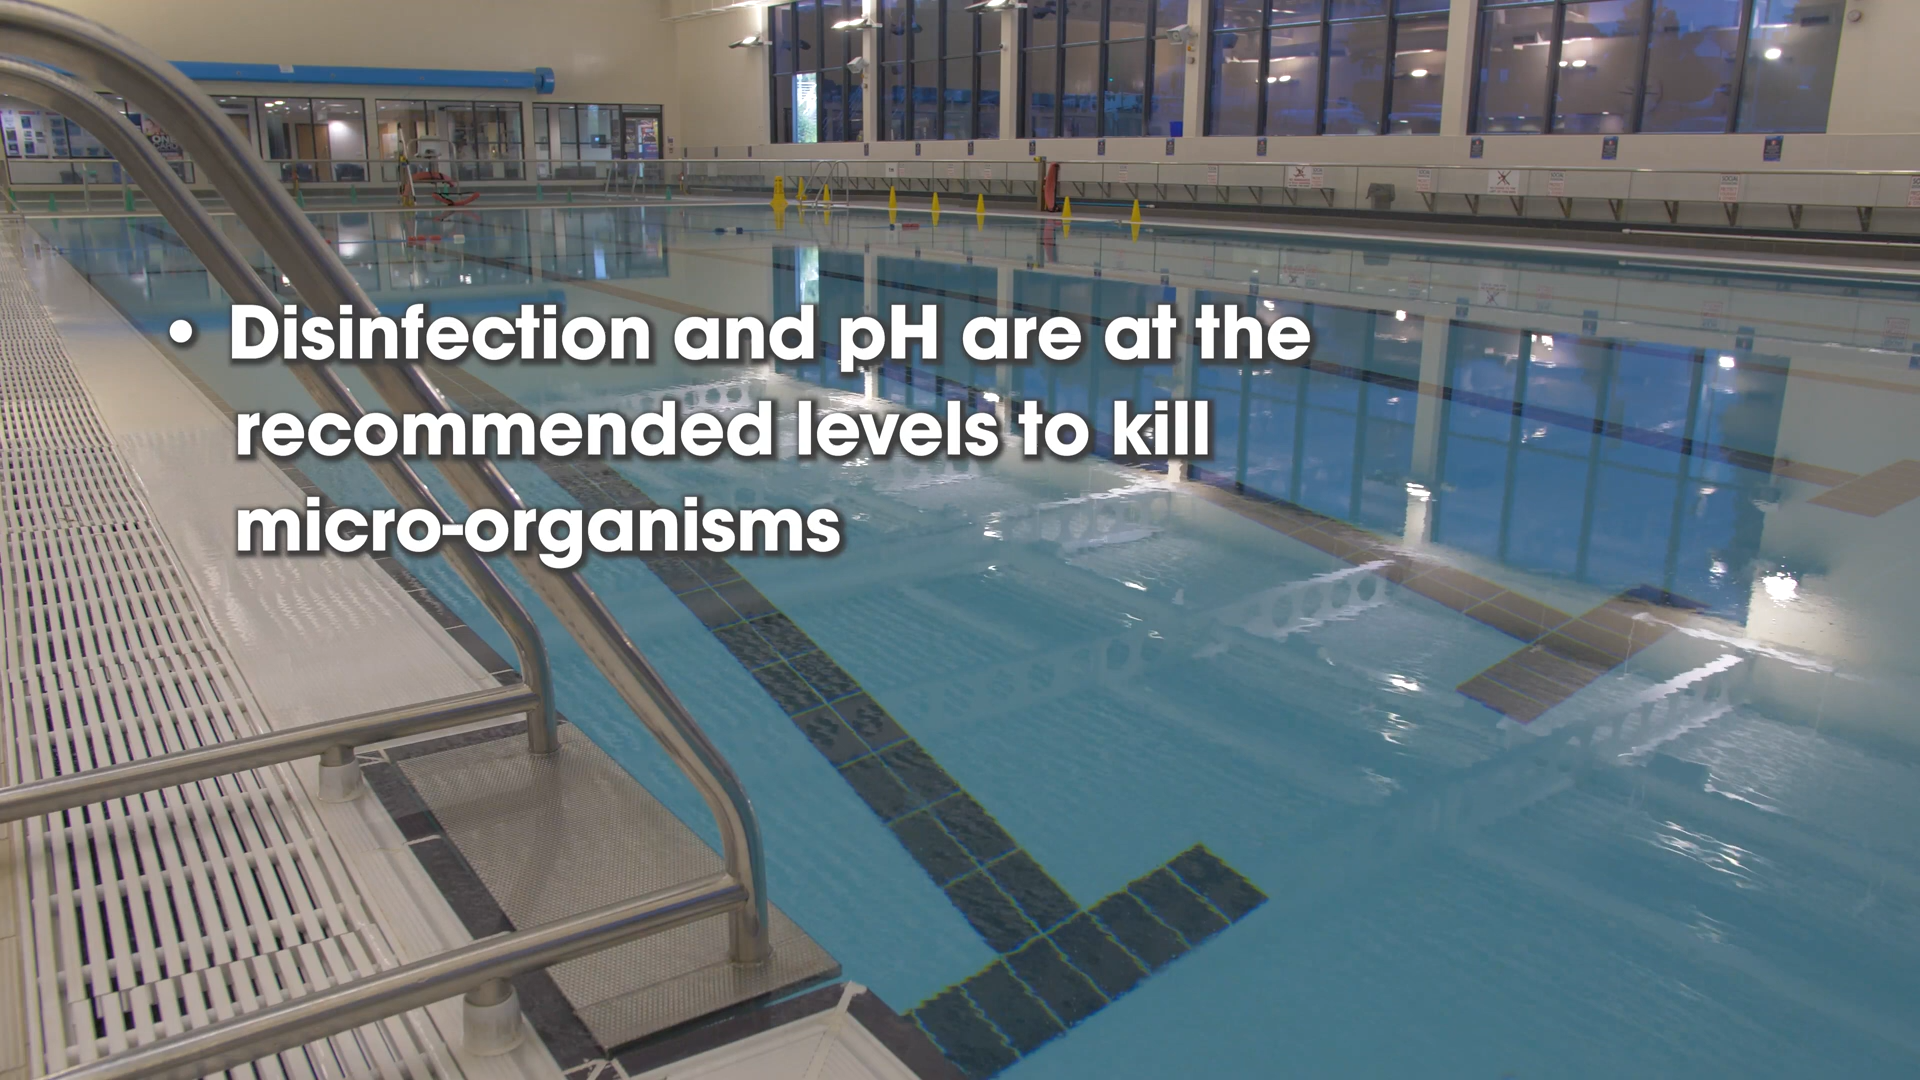 • Disinfection and pH are at the
recommended levels to kill
micro-organisms